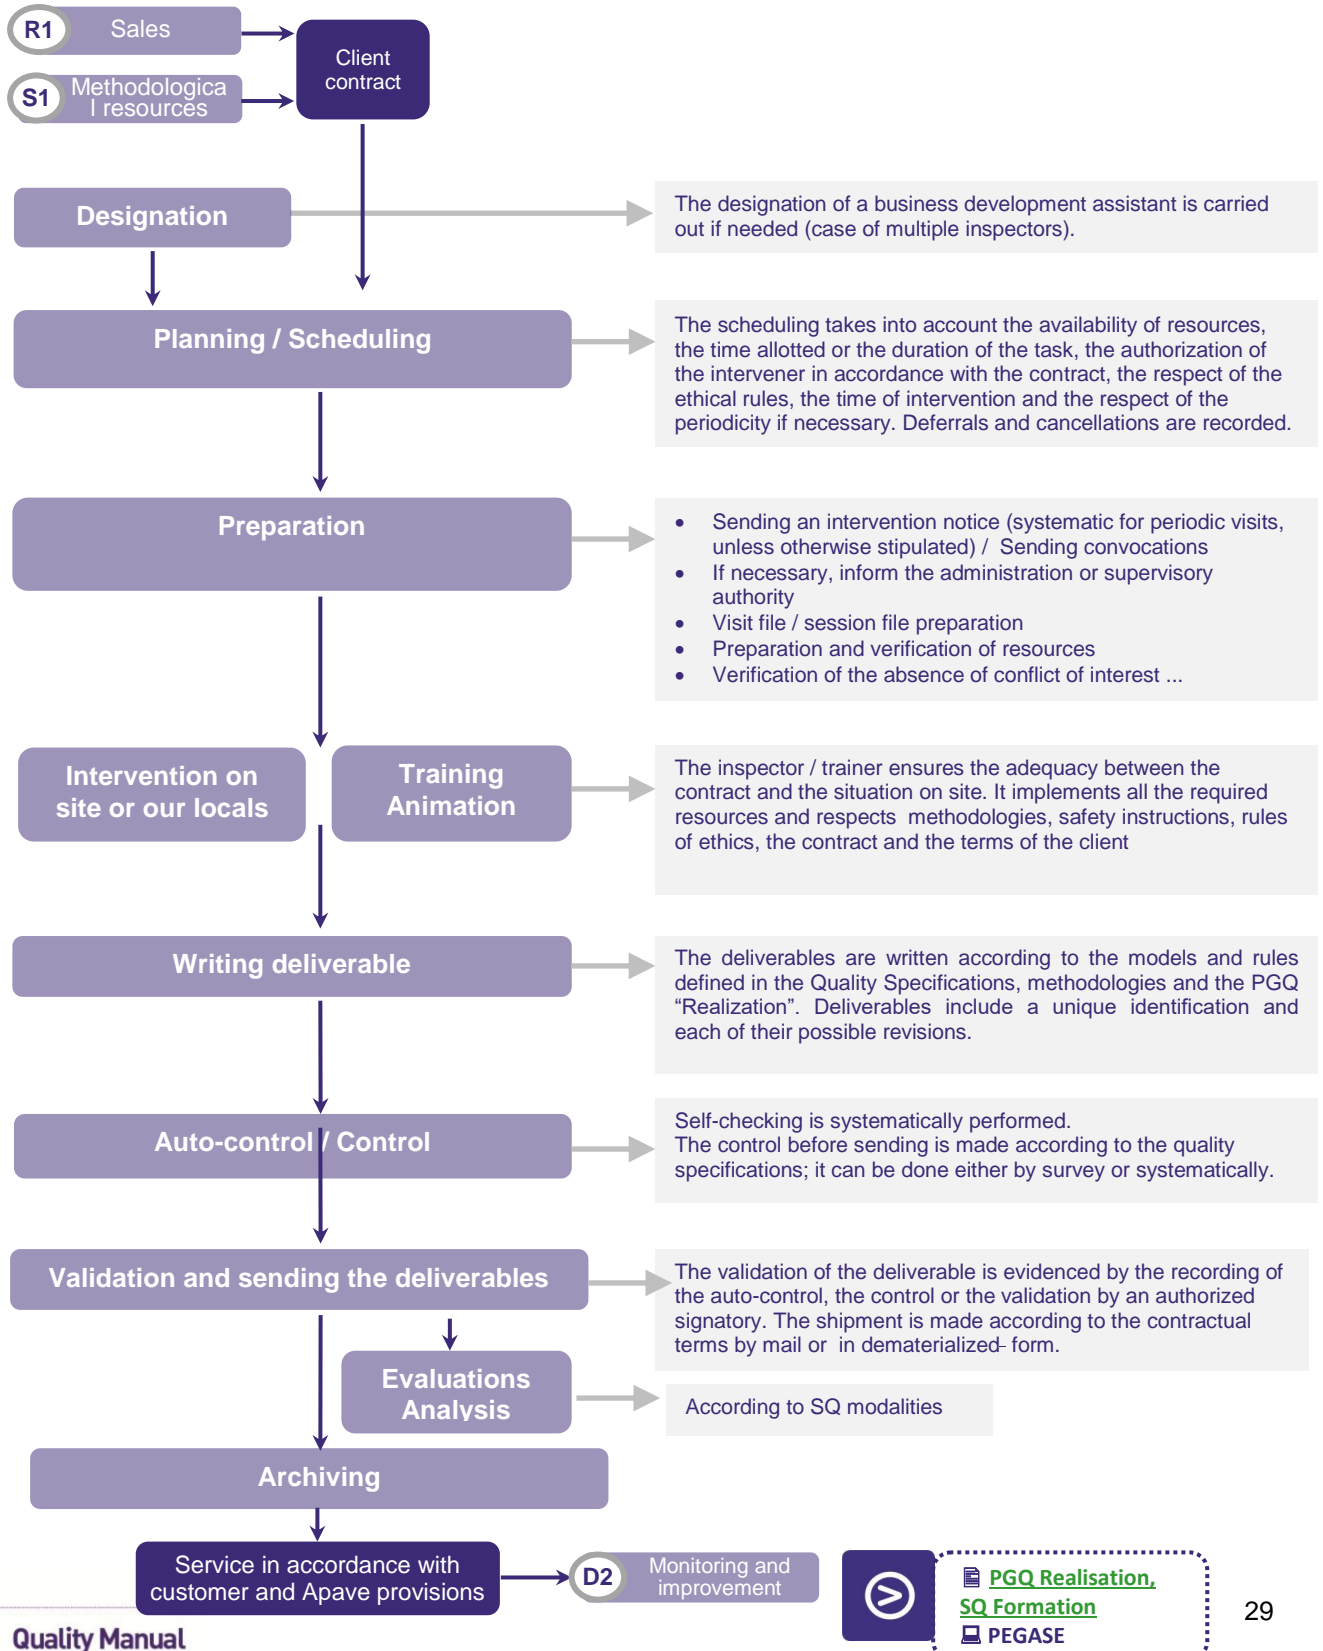 R1
Sales
S1
Methodologica
l resources
Client
contract
Designation
The designation of a business development assistant is carried
out if needed (case of multiple inspectors).
Planning / Scheduling
The scheduling takes into account the availability of resources,
the time allotted or the duration of the task, the authorization of
the intervener in accordance with the contract, the respect of the
ethical rules, the time of intervention and the respect of the
periodicity if necessary. Deferrals and cancellations are recorded.
Preparation
• Sending an intervention notice (systematic for periodic visits,
unless otherwise stipulated) / Sending convocations
• If necessary, inform the administration or supervisory
authority
• Visit file / session file preparation
• Preparation and verification of resources
• Verification of the absence of conflict of interest ...
Intervention on
site or our locals
Training
Animation
The inspector / trainer ensures the adequacy between the
contract and the situation on site. It implements all the required
resources and respects methodologies, safety instructions, rules
of ethics, the contract and the terms of the client
Writing deliverable
The deliverables are written according to the models and rules
defined in the Quality Specifications, methodologies and the PGQ
“Realization”. Deliverables include a unique identification and
each of their possible revisions.
Auto-control / Control
Self-checking is systematically performed.
The control before sending is made according to the quality
specifications; it can be done either by survey or systematically.
Validation and sending the deliverables
The validation of the deliverable is evidenced by the recording of
the auto-control, the control or the validation by an authorized
signatory. The shipment is made according to the contractual
terms by mail or in dematerialized- form.
Evaluations
Analysis
According to SQ modalities
Archiving
Service in accordance with
customer and Apave provisions
D2
Monitoring and
improvement
PGQ Realisation,
SQ Formation
PEGASE
29
Quality Manual